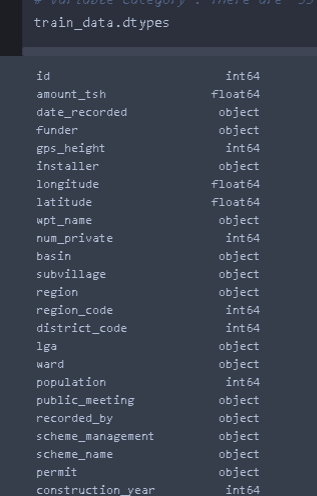 # Variable Category : There are
train_data.dtypes
id int64
amount_tsh float64
date_recorded object
funder object
gps_height int64
installer object
longitude float64
latitude float64
wpt_name object
num_private int64
basin object
subvillage object
region object
region_code int64
district_code int64
lga object
ward object
population int64
public_meeting object
recorded_by object
scheme_management object
scheme_name object
permit object
construction_year int64